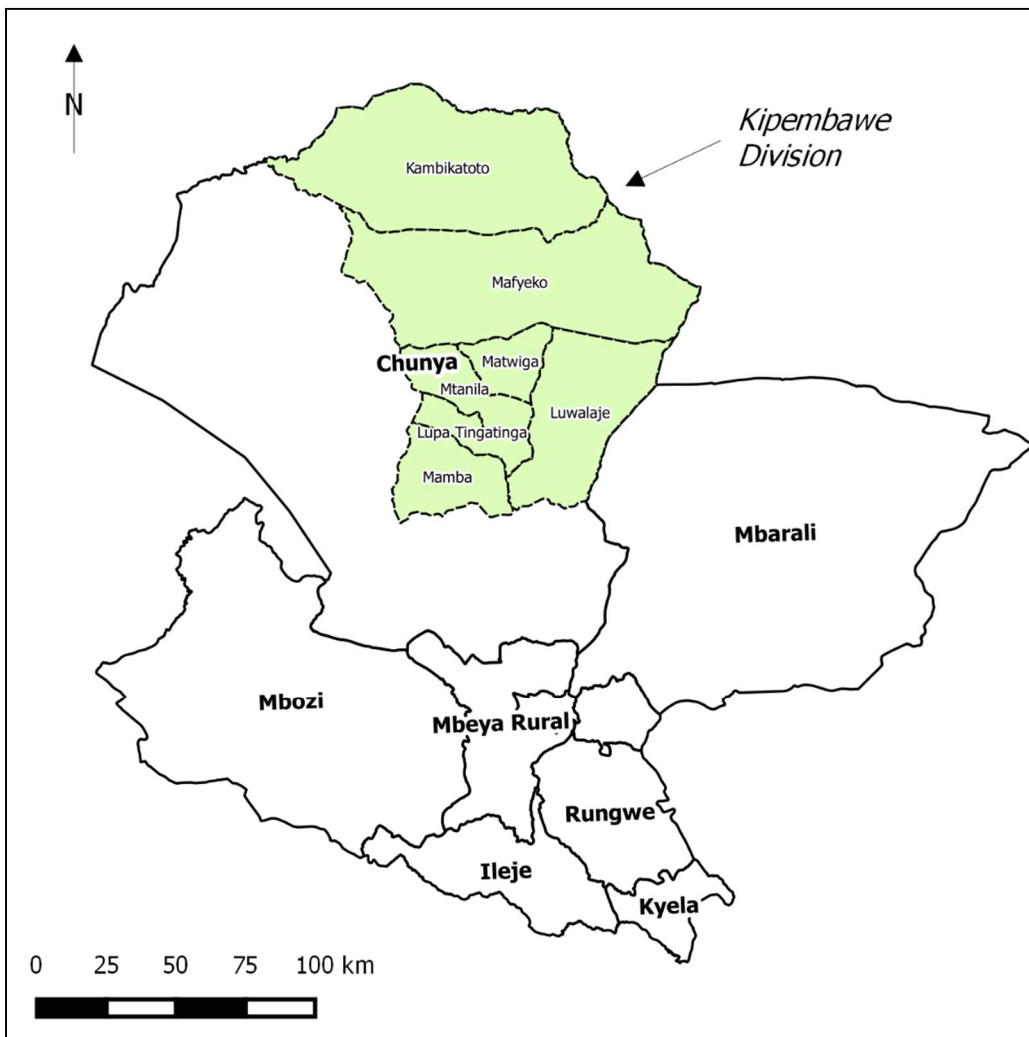 N
Kipembawe
Division
Kambikatoto
Mafyeko
Chunya
Matwiga
Mtanila
Luwalaje
Lupa Tingatinga
Mamba
Mbarali
Mbozi
Mbeya Rural
Rungwe
Ileje
Kyela
0 25 50 75 100 km